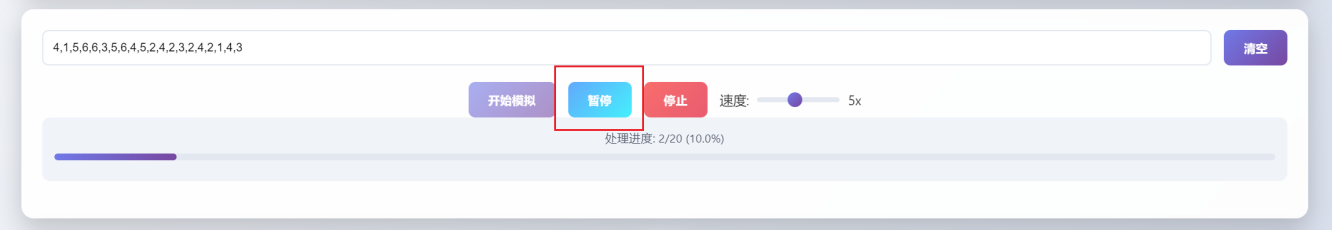 4,1,5,6,6,3,5,6,4,5,2,4,2,3,2,4,2,1,4,3 清空
开始模拟 暂停 停止 速度: 5x
处理进度: 2/20 (10.0%)